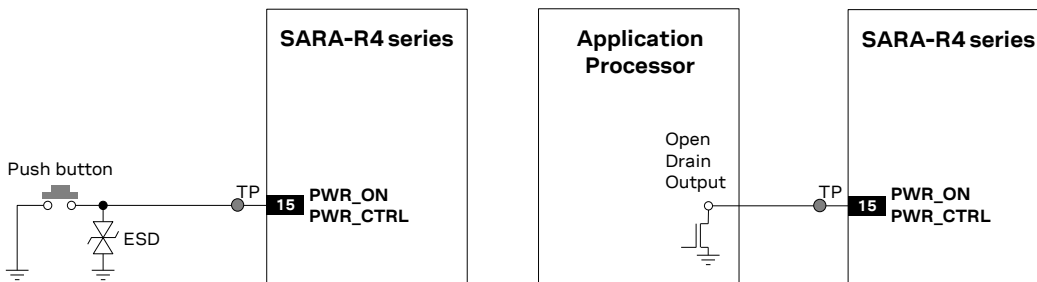 SARA-R4 series
Push button
TP
15
PWR_ON
PWR_CTRL
ESD
Application
Processor
SARA-R4 series
Open
Drain
Output
TP
15
PWR_ON
PWR_CTRL